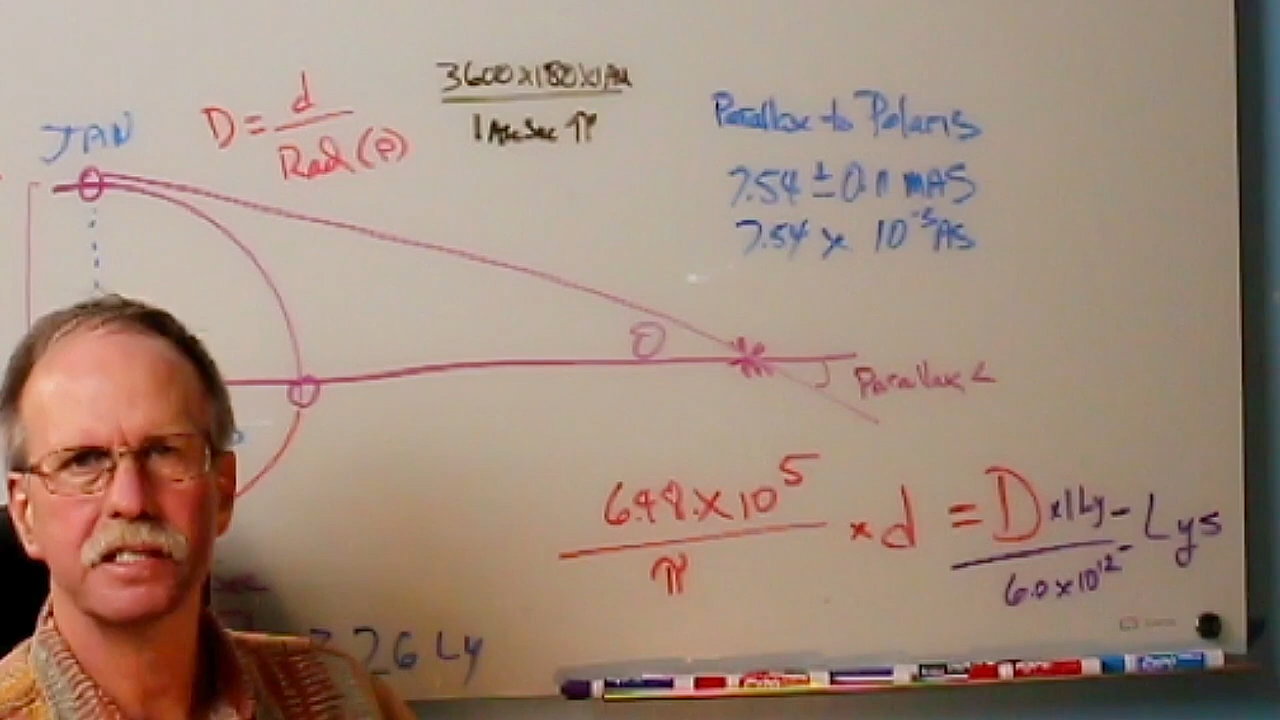 JAN
D = d / Rad(P)
3600 x 180 x 1 Au
1 ArcSec π
Parallax to Polaris
7.54 ± 0.11 MAS
7.54 x 10⁻³ AS
θ
Parallax <
6.48 x 10⁵ / π x d = D x 1 Ly / 6.0 x 10¹² = Lys
26 Ly